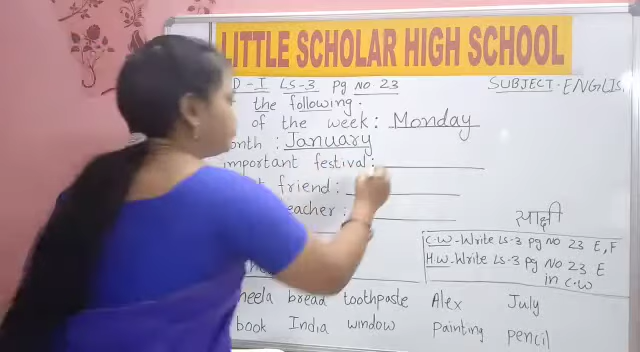 LITTLE SCHOLAR HIGH SCHOOL
D-I LS-3 Pg No 23
SUBJECT-ENGLIS
the following.
of the week: Monday
onth: January
important festival:
friend:
eacher:
साक्षी
C.W-Write LS-3 Pg No 23 E, F
H.W-Write LS-3 Pg No 23 E
in C.W
heela bread toothpaste Alex July
book India window painting pencil